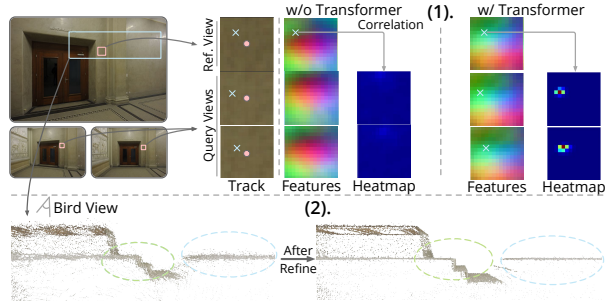 w/o Transformer
(1).
w/ Transformer
Correlation
Ref. View
Query Views
Track
Features
Heatmap
Features
Heatmap
Bird View
(2).
After
Refine